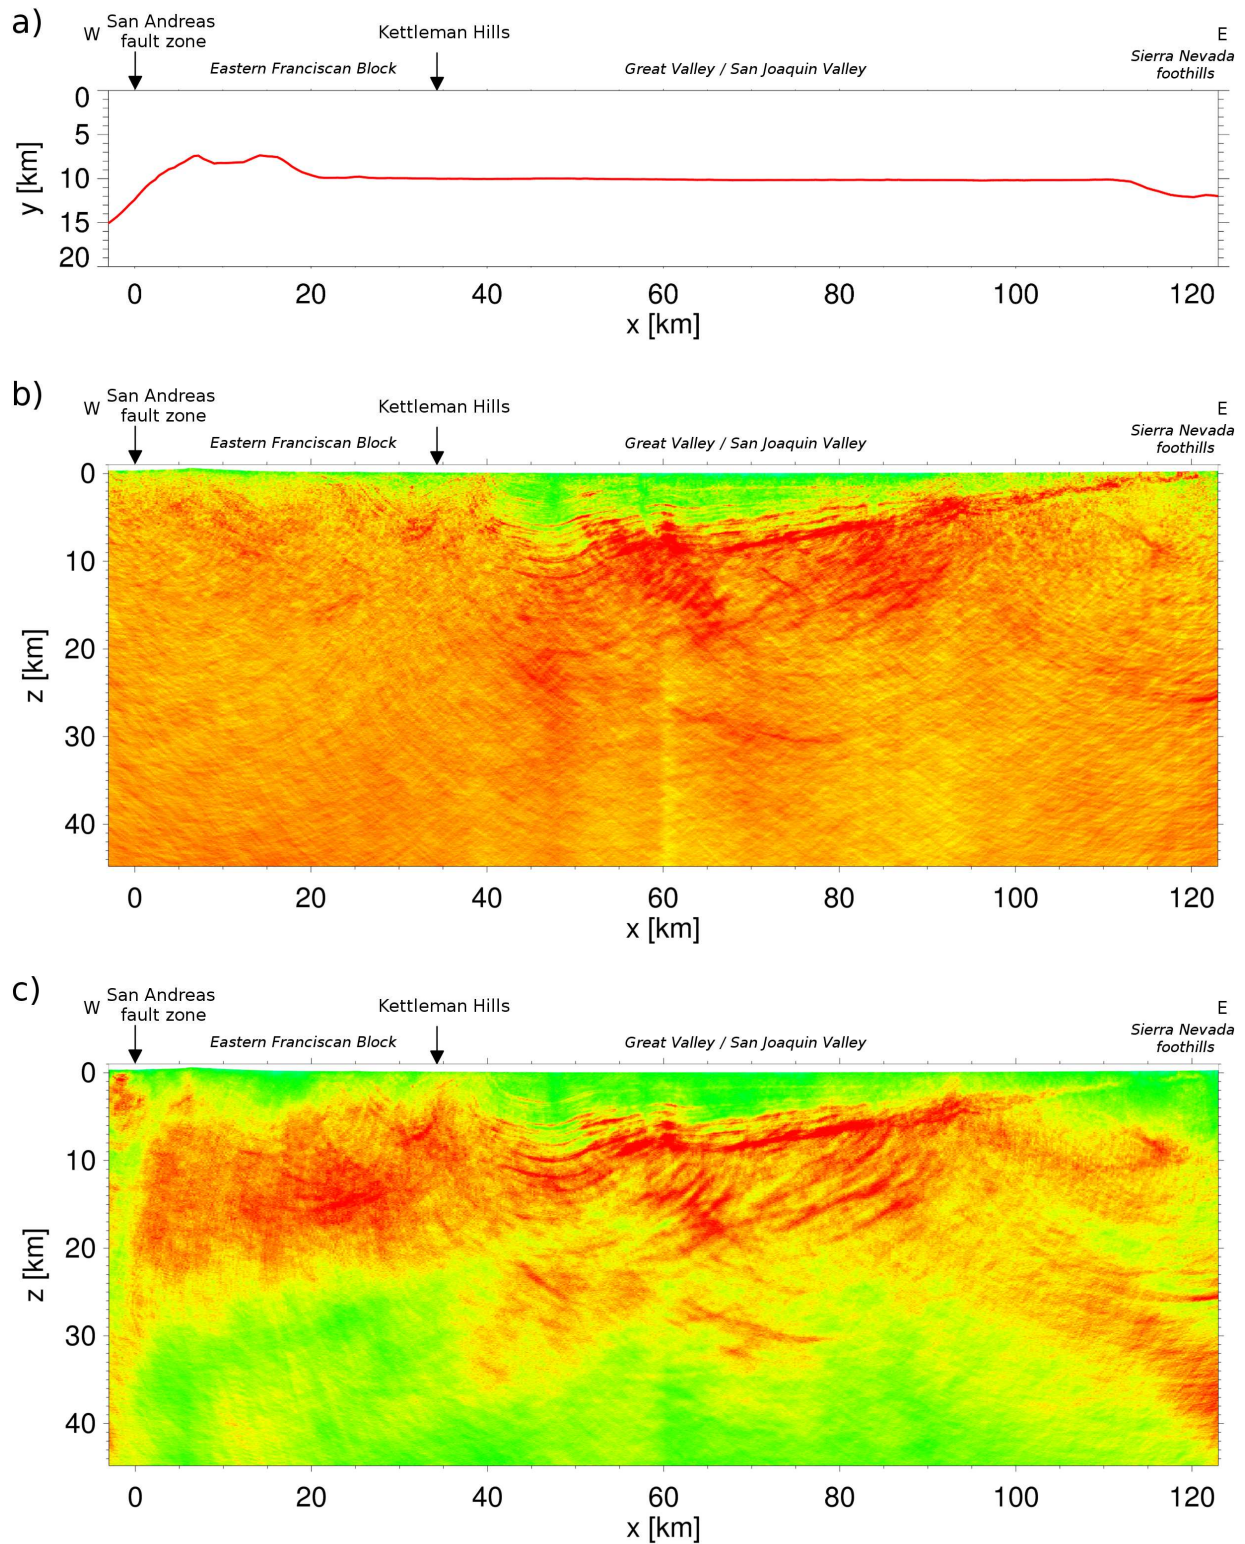 a)
W
San Andreas
fault zone
Kettleman Hills
E
Eastern Franciscan Block
Great Valley / San Joaquin Valley
Sierra Nevada
foothills
0
5
10
15
20
y [km]
0 20 40 60 80 100 120
x [km]
b)
W
San Andreas
fault zone
Kettleman Hills
E
Eastern Franciscan Block
Great Valley / San Joaquin Valley
Sierra Nevada
foothills
0
10
20
30
40
z [km]
0 20 40 60 80 100 120
x [km]
c)
W
San Andreas
fault zone
Kettleman Hills
E
Eastern Franciscan Block
Great Valley / San Joaquin Valley
Sierra Nevada
foothills
0
10
20
30
40
z [km]
0 20 40 60 80 100 120
x [km]